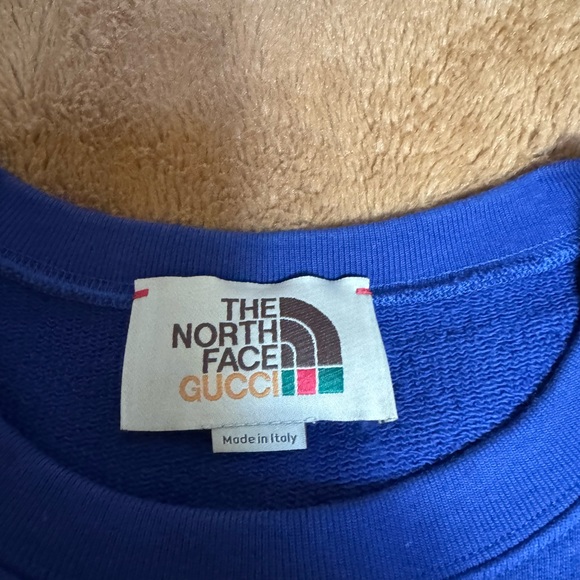 THE
NORTH
FACE
GUCCI
Made in Italy